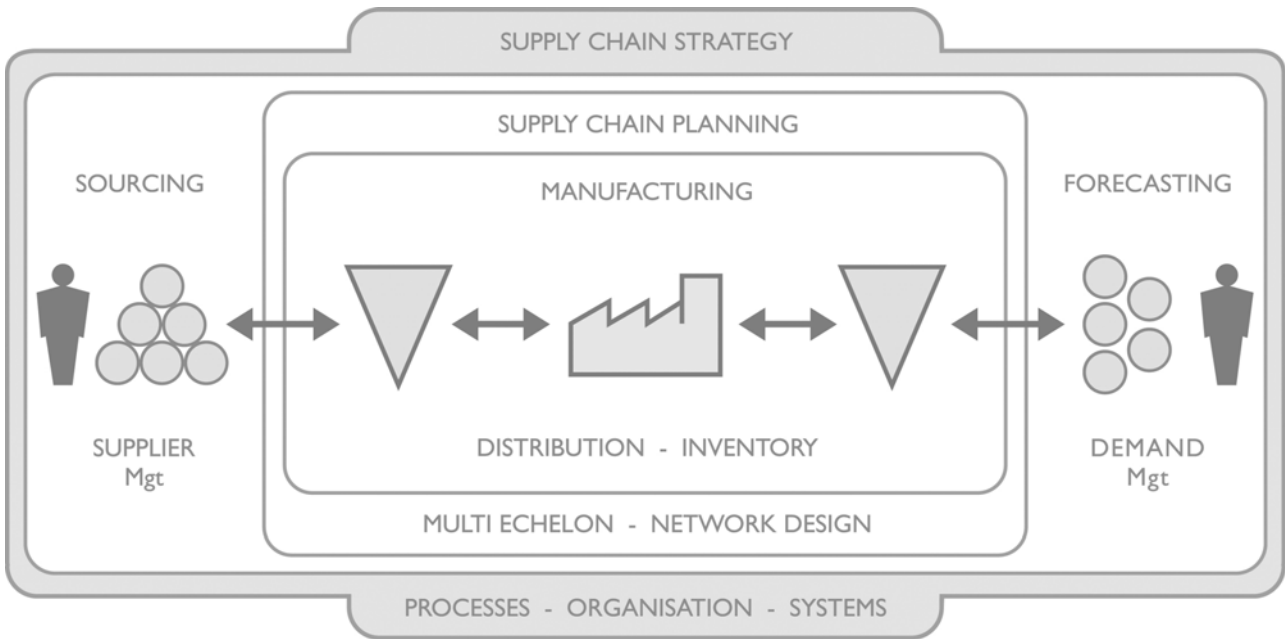 SUPPLY CHAIN STRATEGY
SUPPLY CHAIN PLANNING
SOURCING
MANUFACTURING
FORECASTING
SUPPLIER
Mgt
DISTRIBUTION - INVENTORY
DEMAND
Mgt
MULTI ECHELON - NETWORK DESIGN
PROCESSES - ORGANISATION - SYSTEMS